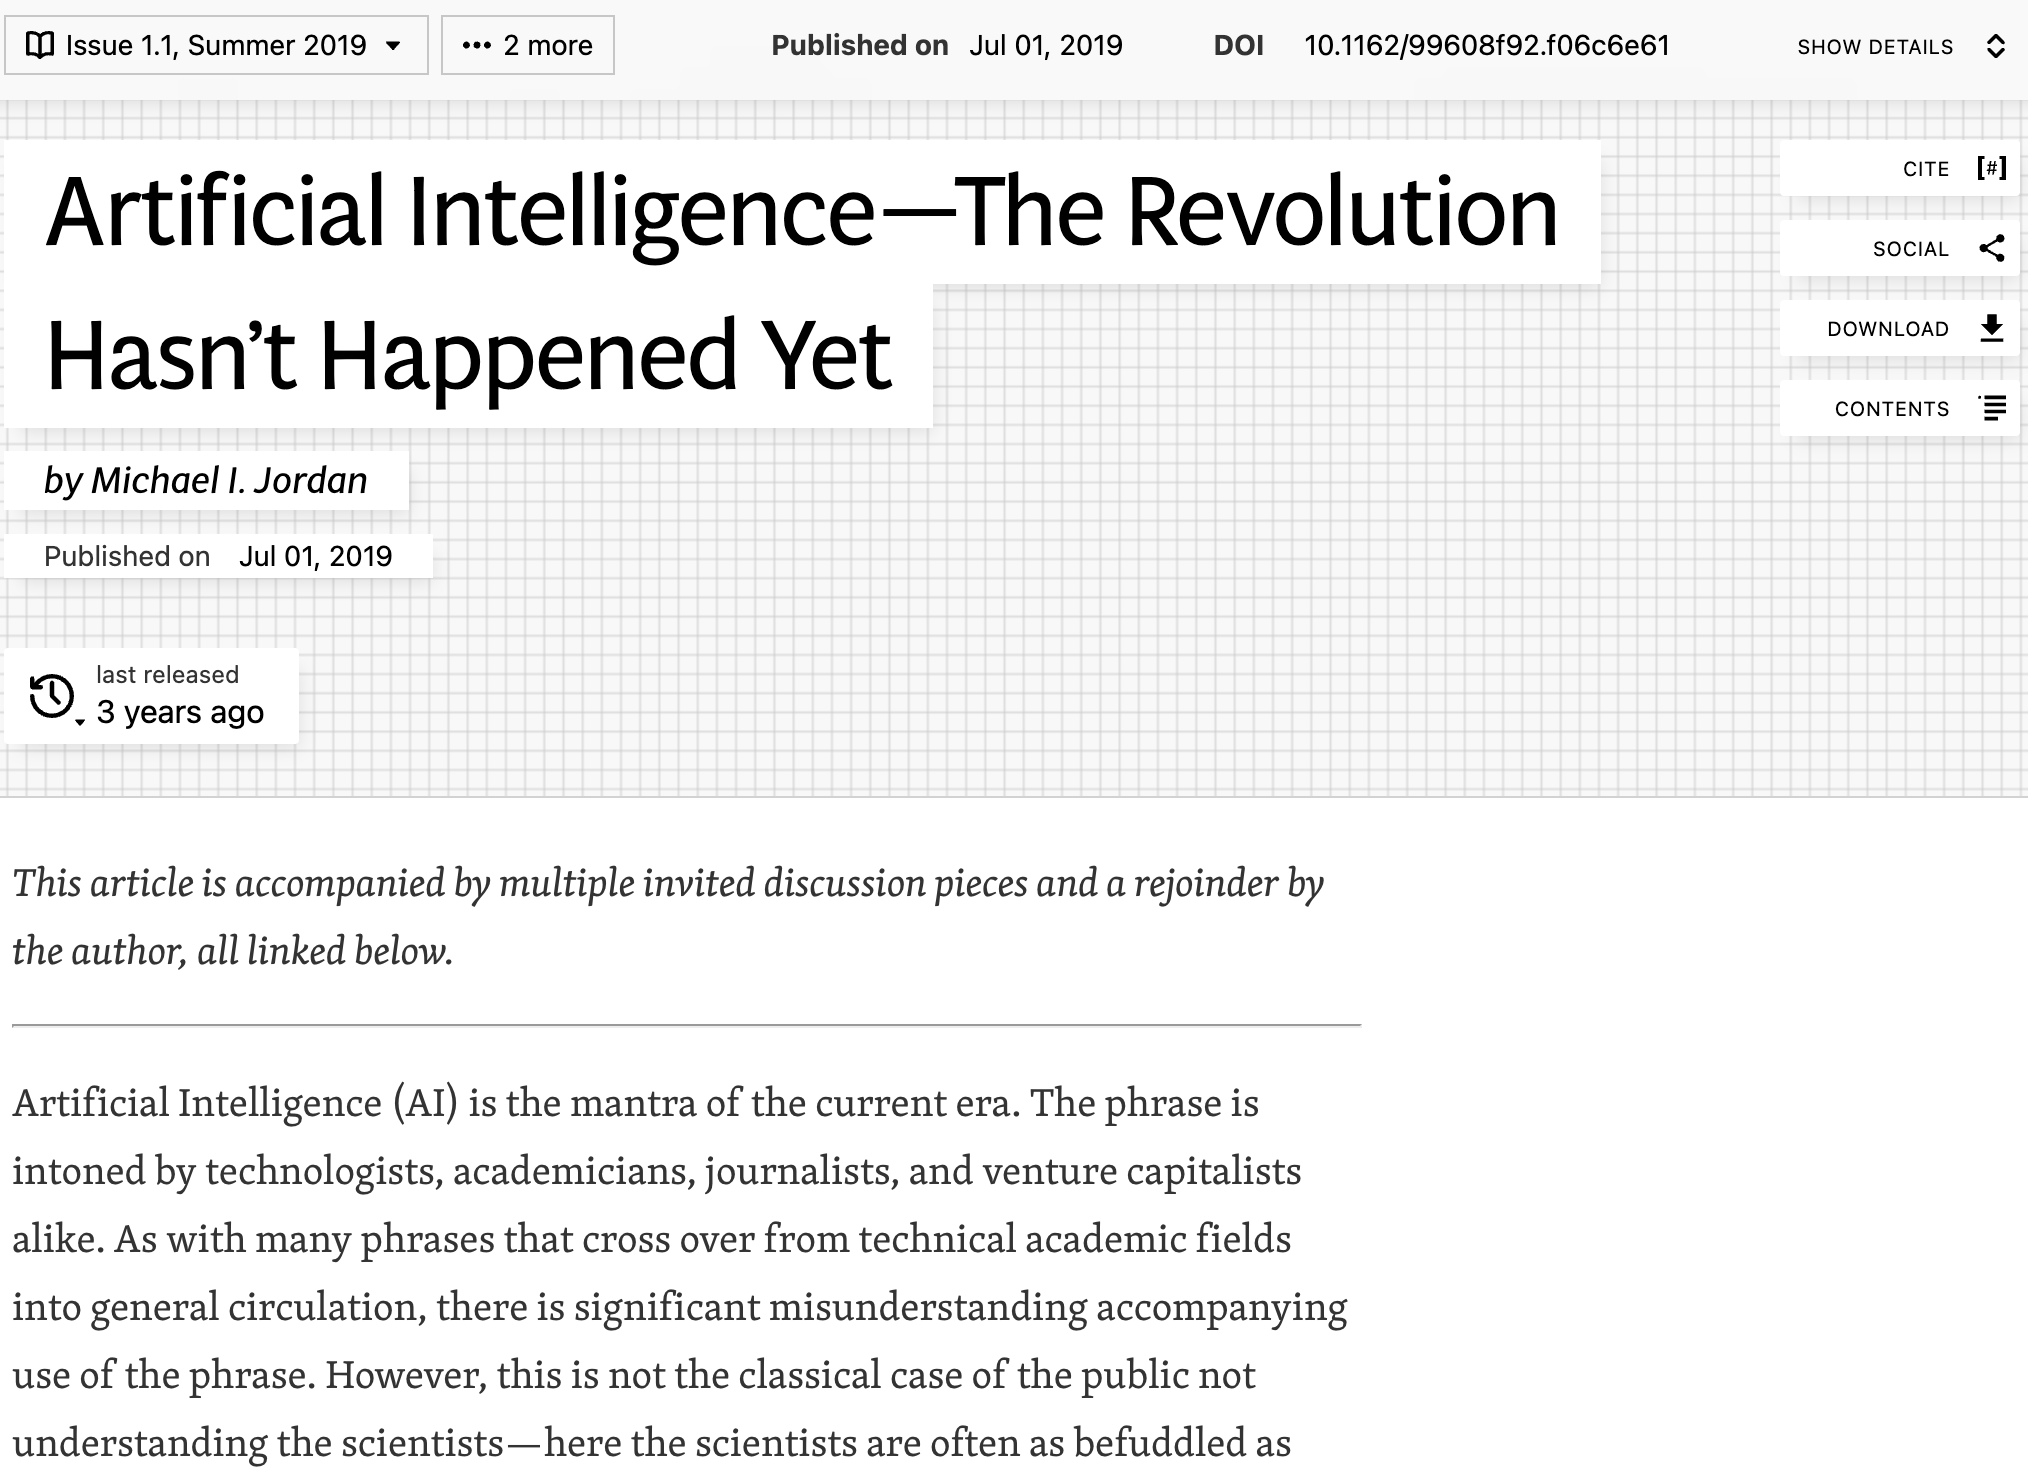 Issue 1.1, Summer 2019
2 more
Published on Jul 01, 2019
DOI 10.1162/99608f92.f06c6e61
SHOW DETAILS
Artificial Intelligence—The Revolution
Hasn’t Happened Yet
by Michael I. Jordan
Published on Jul 01, 2019
last released
3 years ago
CITE [#]
SOCIAL
DOWNLOAD
CONTENTS
This article is accompanied by multiple invited discussion pieces and a rejoinder by
the author, all linked below.
Artificial Intelligence (AI) is the mantra of the current era. The phrase is
intoned by technologists, academicians, journalists, and venture capitalists
alike. As with many phrases that cross over from technical academic fields
into general circulation, there is significant misunderstanding accompanying
use of the phrase. However, this is not the classical case of the public not
understanding the scientists—here the scientists are often as befuddled as